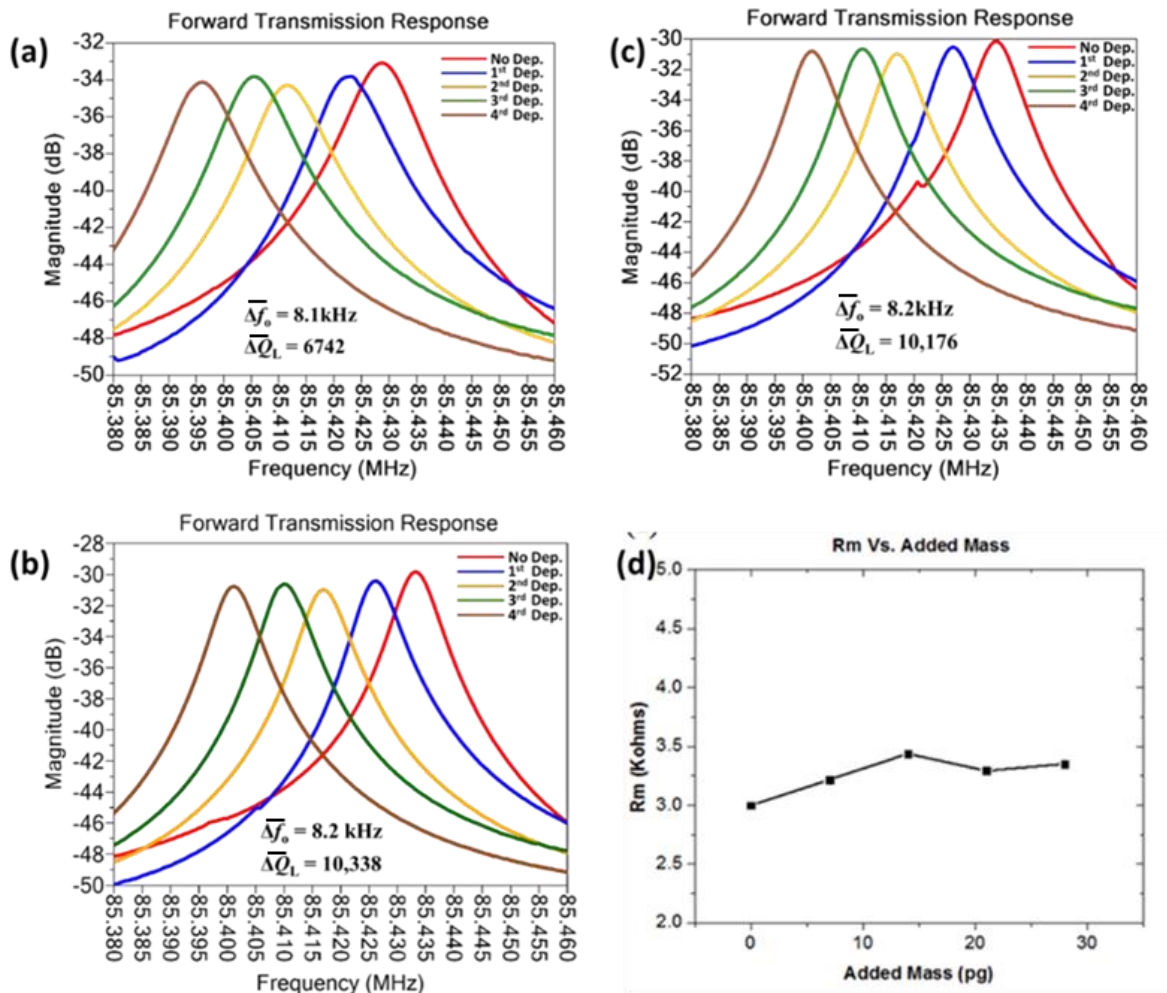 Forward Transmission Response
(a)
-32
-34
-36
-38
-40
-42
-44
-46
-48
-50
Magnitude (dB)
No Dep.
1st Dep.
2nd Dep.
3rd Dep.
4rd Dep.
Δf̅o = 8.1kHz
ΔQ̅L = 6742
85.380
85.385
85.390
85.395
85.400
85.405
85.410
85.415
85.420
85.425
85.430
85.435
85.440
85.445
85.450
85.455
85.460
Frequency (MHz)
Forward Transmission Response
(c)
-30
-32
-34
-36
-38
-40
-42
-44
-46
-48
-50
-52
Magnitude (dB)
No Dep.
1st Dep.
2nd Dep.
3rd Dep.
4rd Dep.
Δf̅o = 8.2kHz
ΔQ̅L = 10,176
85.380
85.385
85.390
85.395
85.400
85.405
85.410
85.415
85.420
85.425
85.430
85.435
85.440
85.445
85.450
85.455
85.460
Frequency (MHz)
Forward Transmission Response
(b)
-28
-30
-32
-34
-36
-38
-40
-42
-44
-46
-48
-50
Magnitude (dB)
No Dep.
1st Dep.
2nd Dep.
3rd Dep.
4rd Dep.
Δf̅o = 8.2 kHz
ΔQ̅L = 10,338
85.380
85.385
85.390
85.395
85.400
85.405
85.410
85.415
85.420
85.425
85.430
85.435
85.440
85.445
85.450
85.455
85.460
Frequency (MHz)
Rm Vs. Added Mass
(d)
5.0
4.5
4.0
3.5
3.0
2.5
2.0
Rm (Kohms)
0
10
20
30
Added Mass (pg)